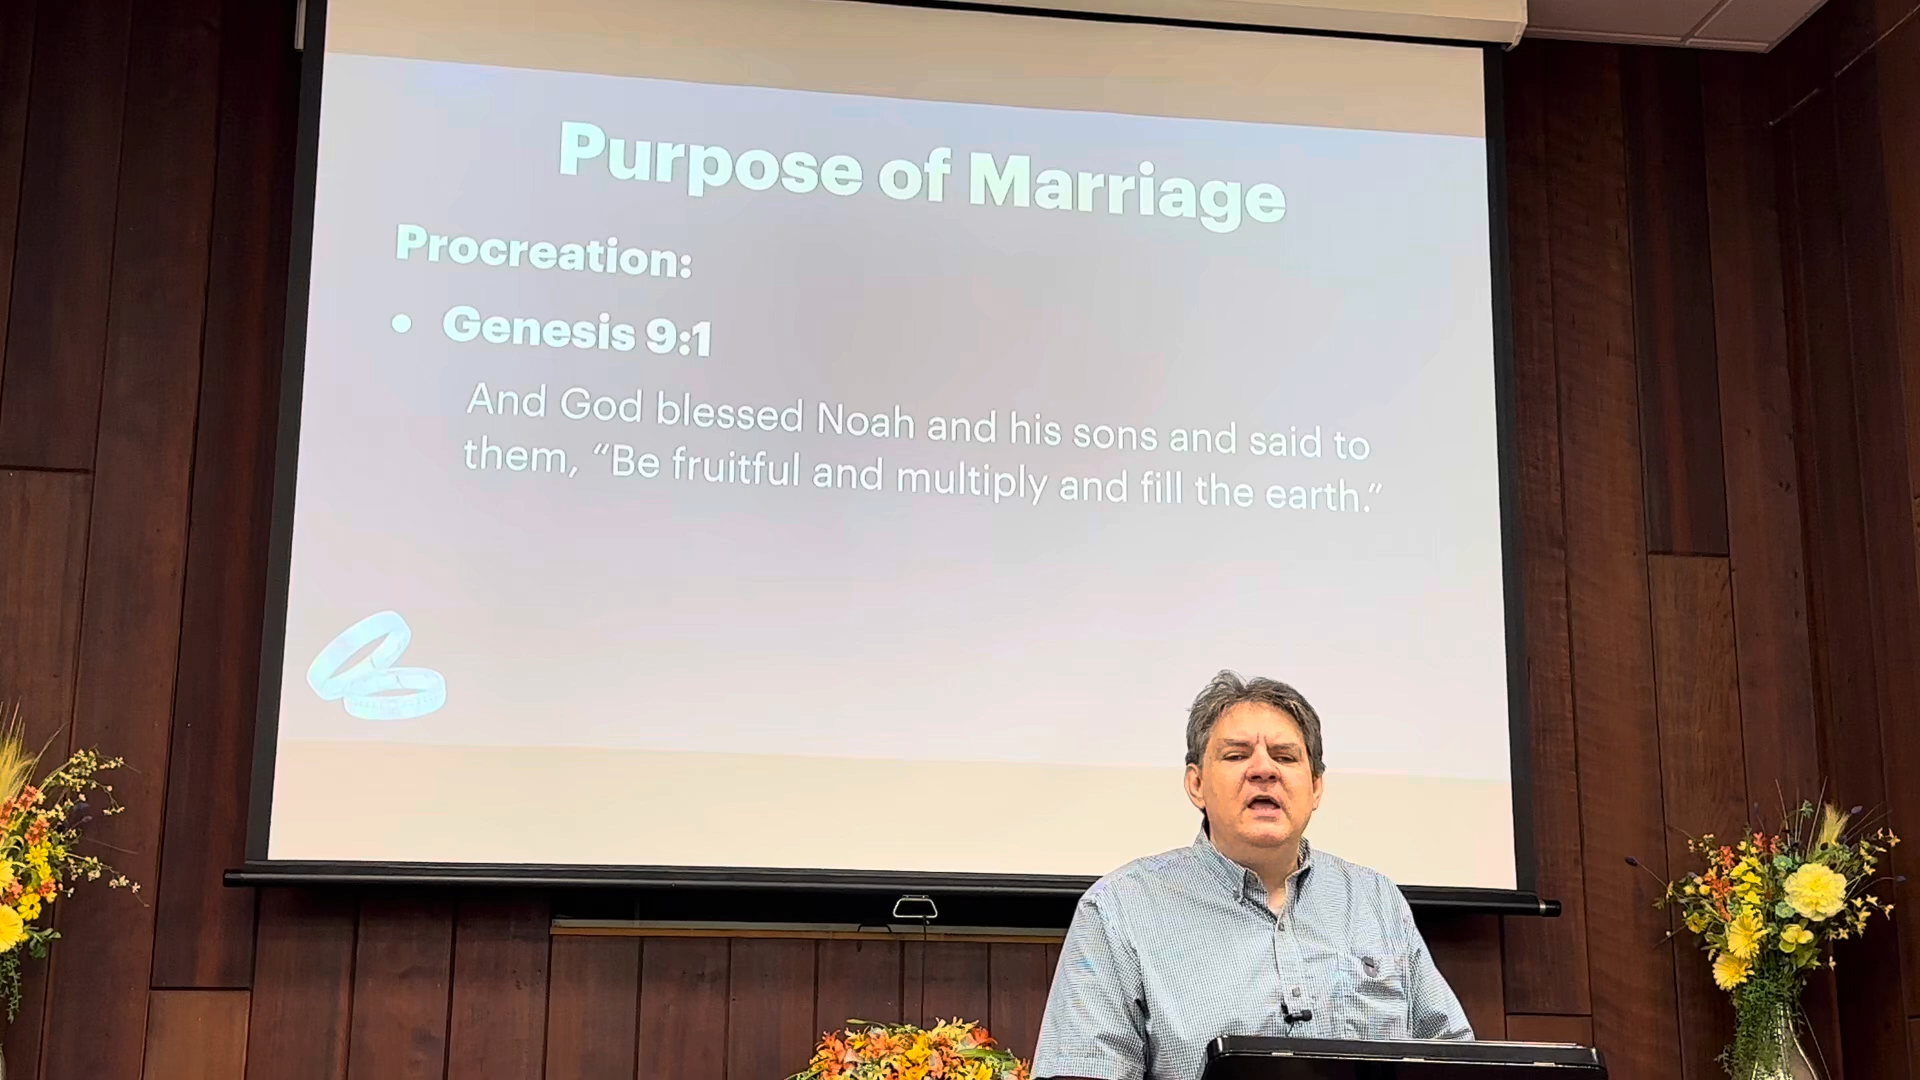 Purpose of Marriage
Procreation:
• Genesis 9:1
And God blessed Noah and his sons and said to
them, “Be fruitful and multiply and fill the earth.”